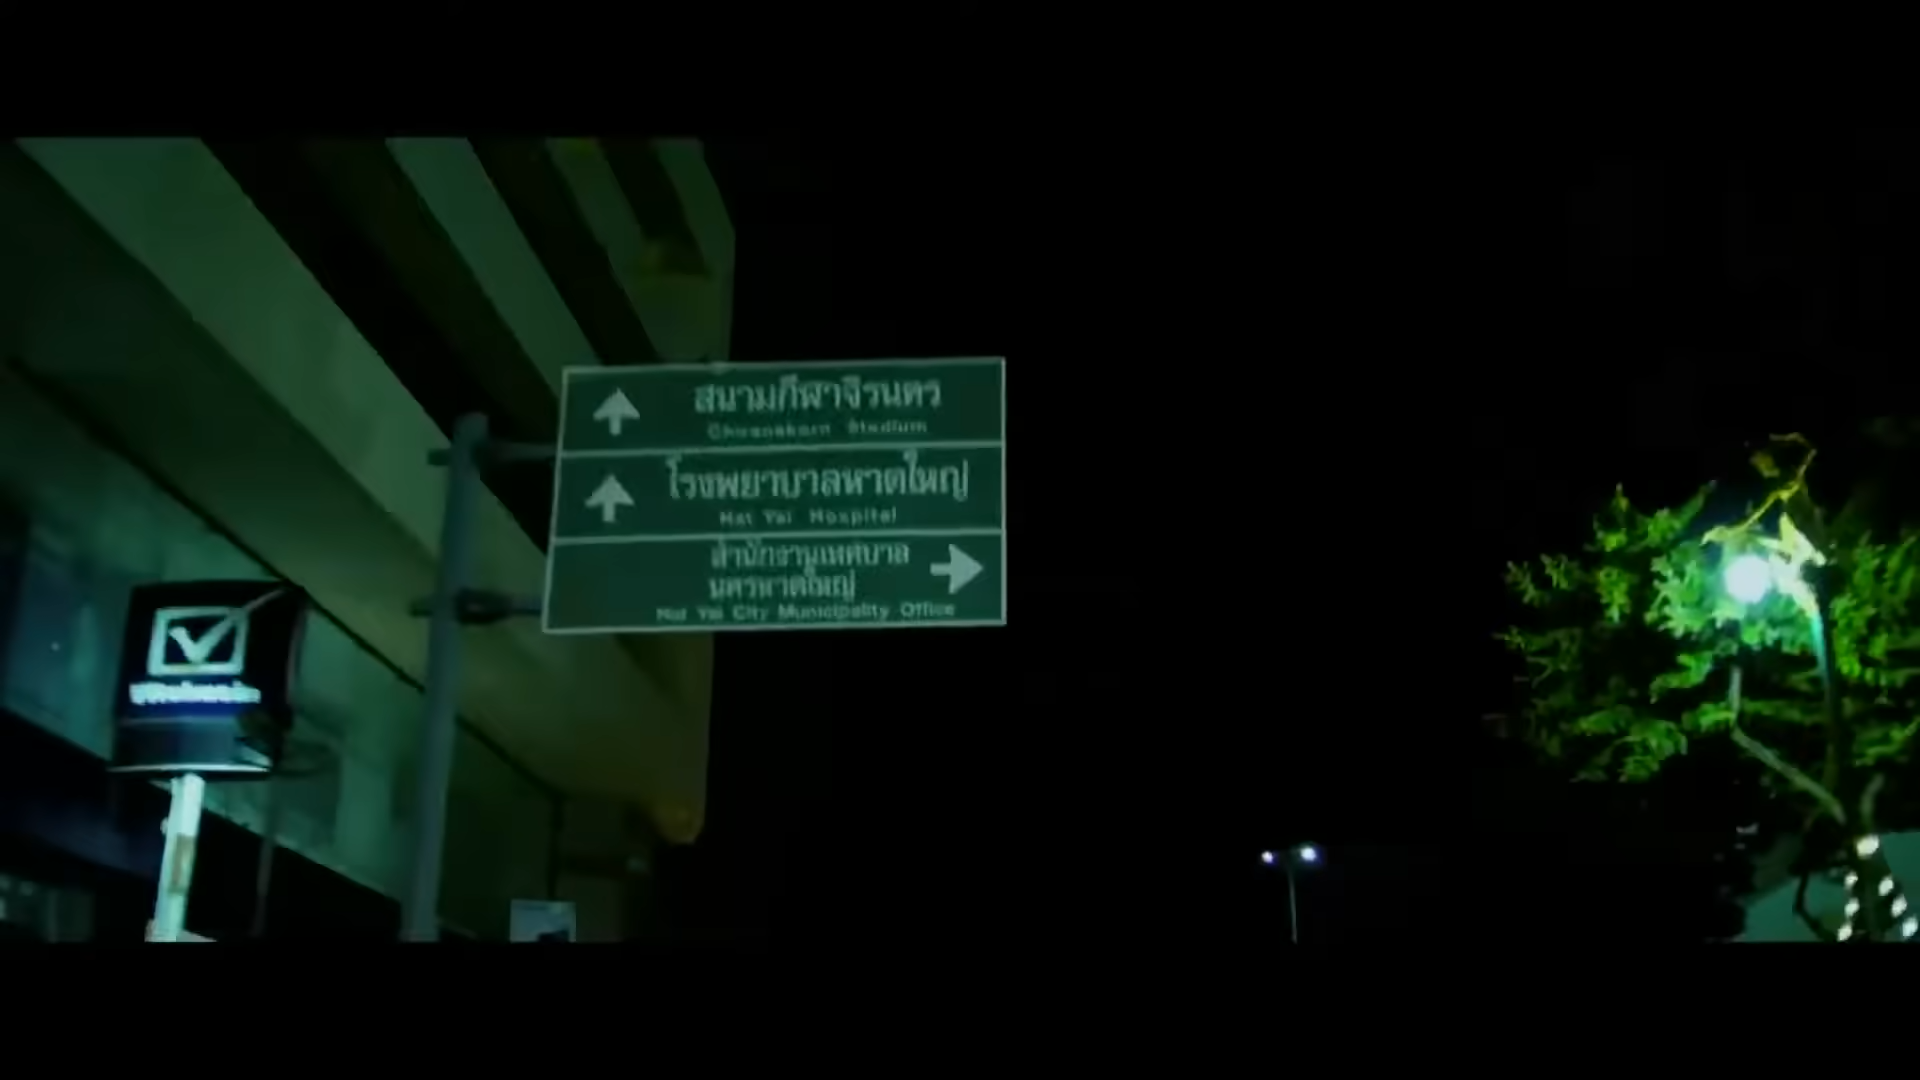 สนามกีฬาจิรนคร
Chiranakorn Stadium
โรงพยาบาลหาดใหญ่
Hat Yai Hospital
สำนักงานเทศบาล
นครหาดใหญ่
Hat Yai City Municipality Office